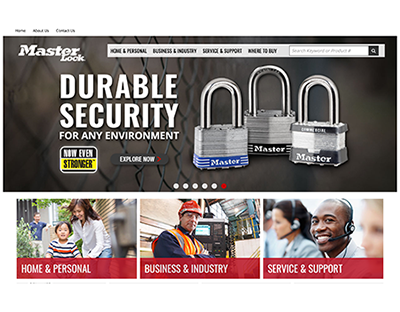 Home About Us Contact Us
Master Lock
HOME & PERSONAL BUSINESS & INDUSTRY SERVICE & SUPPORT WHERE TO BUY
Search Keyword or Product #
DURABLE
SECURITY
FOR ANY ENVIRONMENT
NOW EVEN
STRONGER
EXPLORE NOW
Master
Master
Master
HOME & PERSONAL
BUSINESS & INDUSTRY
SERVICE & SUPPORT